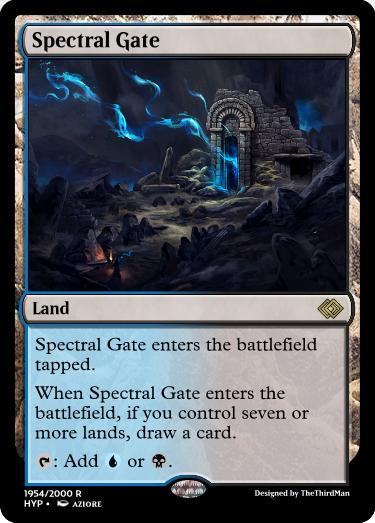 Spectral Gate
Land
Spectral Gate enters the battlefield
tapped.
When Spectral Gate enters the
battlefield, if you control seven or
more lands, draw a card.
: Add or .
1954/2000 R
Designed by TheThirdMan
HYP • AZIORE